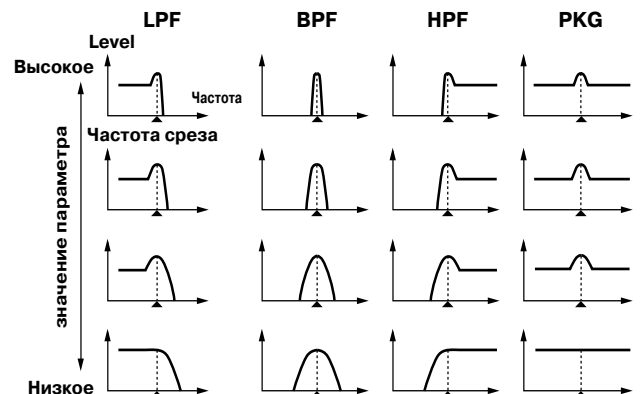 LPF BPF HPF PKG
Level
Высокое
Частота
Частота среза
значение параметра
Низкое